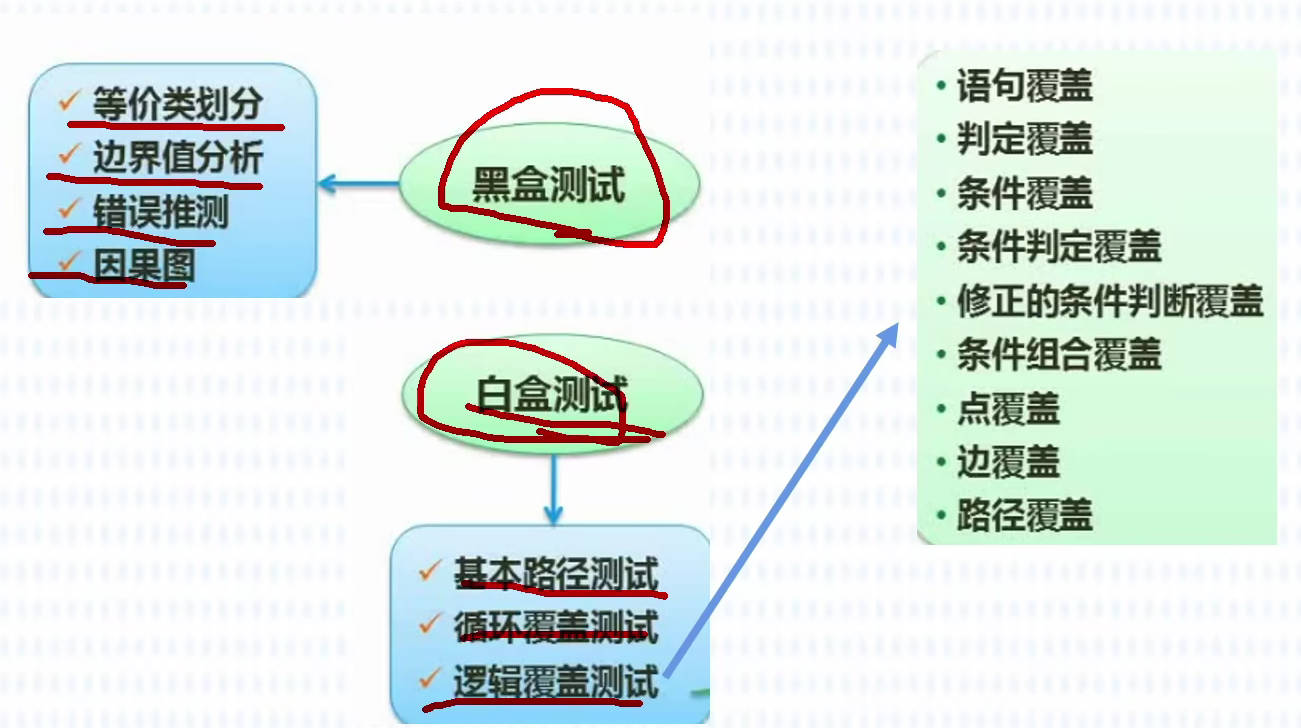 等价类划分
边界值分析
错误推测
因果图
黑盒测试
白盒测试
基本路径测试
循环覆盖测试
逻辑覆盖测试
语句覆盖
判定覆盖
条件覆盖
条件判定覆盖
修正的条件判断覆盖
条件组合覆盖
点覆盖
边覆盖
路径覆盖